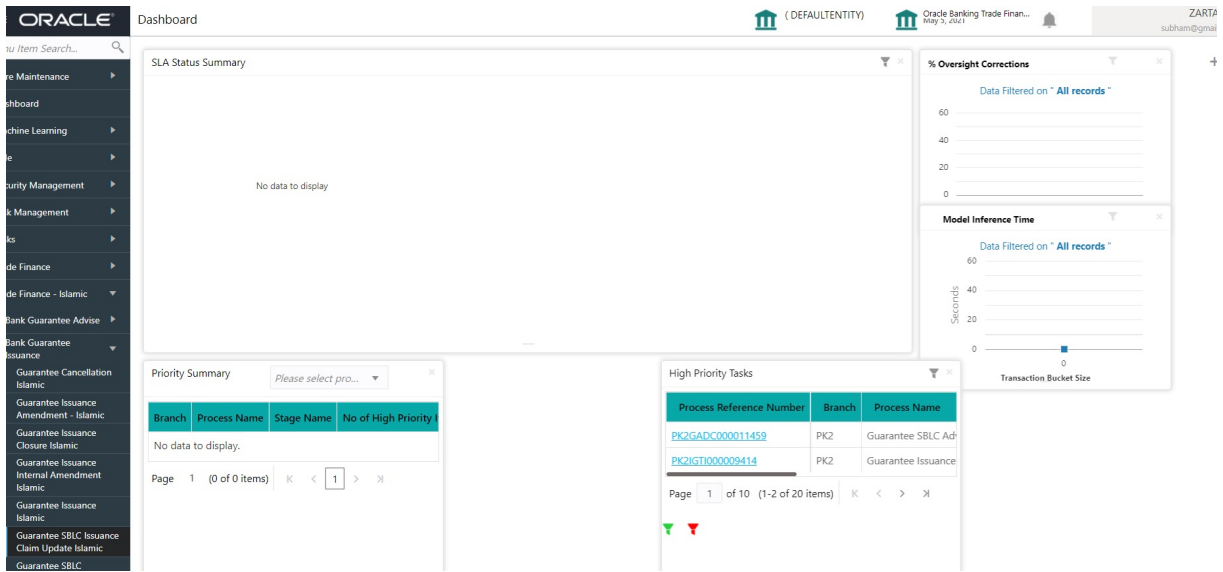 ORACLE
Dashboard
( DEFAULTENTITY)
Oracle Banking Trade Finan...
May 5, 2021
ZARTA
subham@gmai
nu Item Search...
re Maintenance
shboard
achine Learning
le
curity Management
k Management
ks
de Finance
de Finance - Islamic
Bank Guarantee Advise
Bank Guarantee
Issuance
Guarantee Cancellation
Islamic
Guarantee Issuance
Amendment - Islamic
Guarantee Issuance
Closure Islamic
Guarantee Issuance
Internal Amendment
Islamic
Guarantee Issuance
Islamic
Guarantee SBLC Issuance
Claim Update Islamic
Guarantee SBLC
SLA Status Summary
No data to display
% Oversight Corrections
Data Filtered on " All records "
60
40
20
0
Model Inference Time
Data Filtered on " All records "
60
40
20
0
Seconds
0
Transaction Bucket Size
Priority Summary
Please select pro...
Branch Process Name Stage Name No of High Priority I
No data to display.
Page 1 (0 of 0 items) 1
High Priority Tasks
Process Reference Number Branch Process Name
PK2GADC000011459 PK2 Guarantee SBLC Adv
PK2IGTI000009414 PK2 Guarantee Issuance
Page 1 of 10 (1-2 of 20 items)